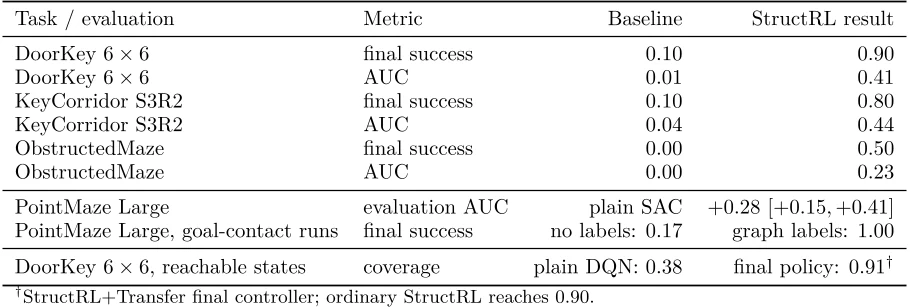 Task / evaluation Metric Baseline StructRL result
DoorKey 6 × 6 final success 0.10 0.90
DoorKey 6 × 6 AUC 0.01 0.41
KeyCorridor S3R2 final success 0.10 0.80
KeyCorridor S3R2 AUC 0.04 0.44
ObstructedMaze final success 0.00 0.50
ObstructedMaze AUC 0.00 0.23
PointMaze Large evaluation AUC plain SAC +0.28 [+0.15, +0.41]
PointMaze Large, goal-contact runs final success no labels: 0.17 graph labels: 1.00
DoorKey 6 × 6, reachable states coverage plain DQN: 0.38 final policy: 0.91†
†StructRL+Transfer final controller; ordinary StructRL reaches 0.90.